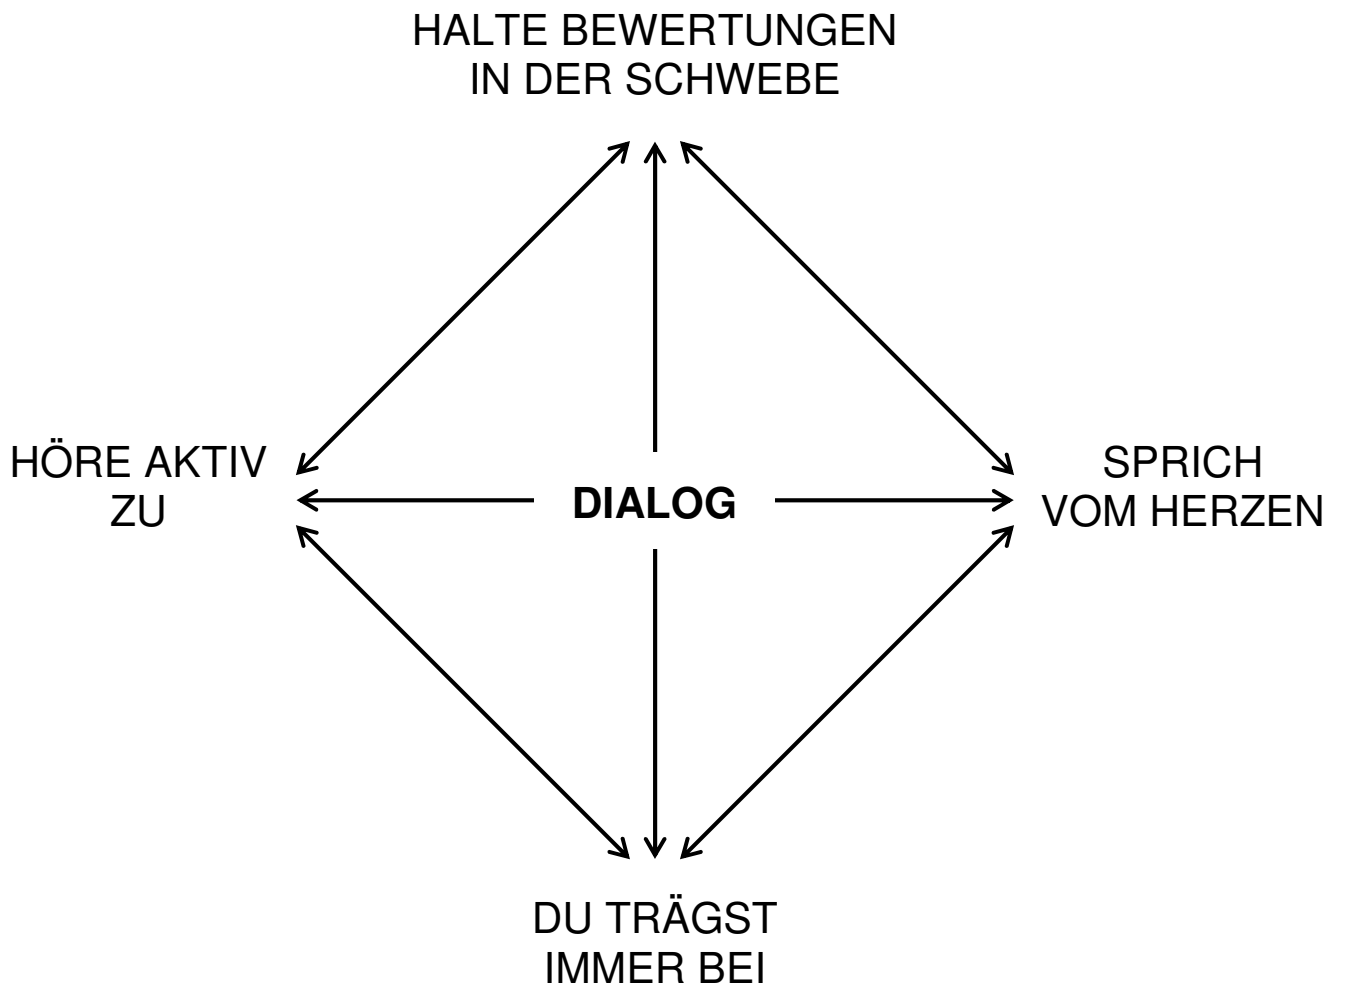 HALTE BEWERTUNGEN
IN DER SCHWEBE
HÖRE AKTIV
ZU
DIALOG
SPRICH
VOM HERZEN
DU TRÄGST
IMMER BEI